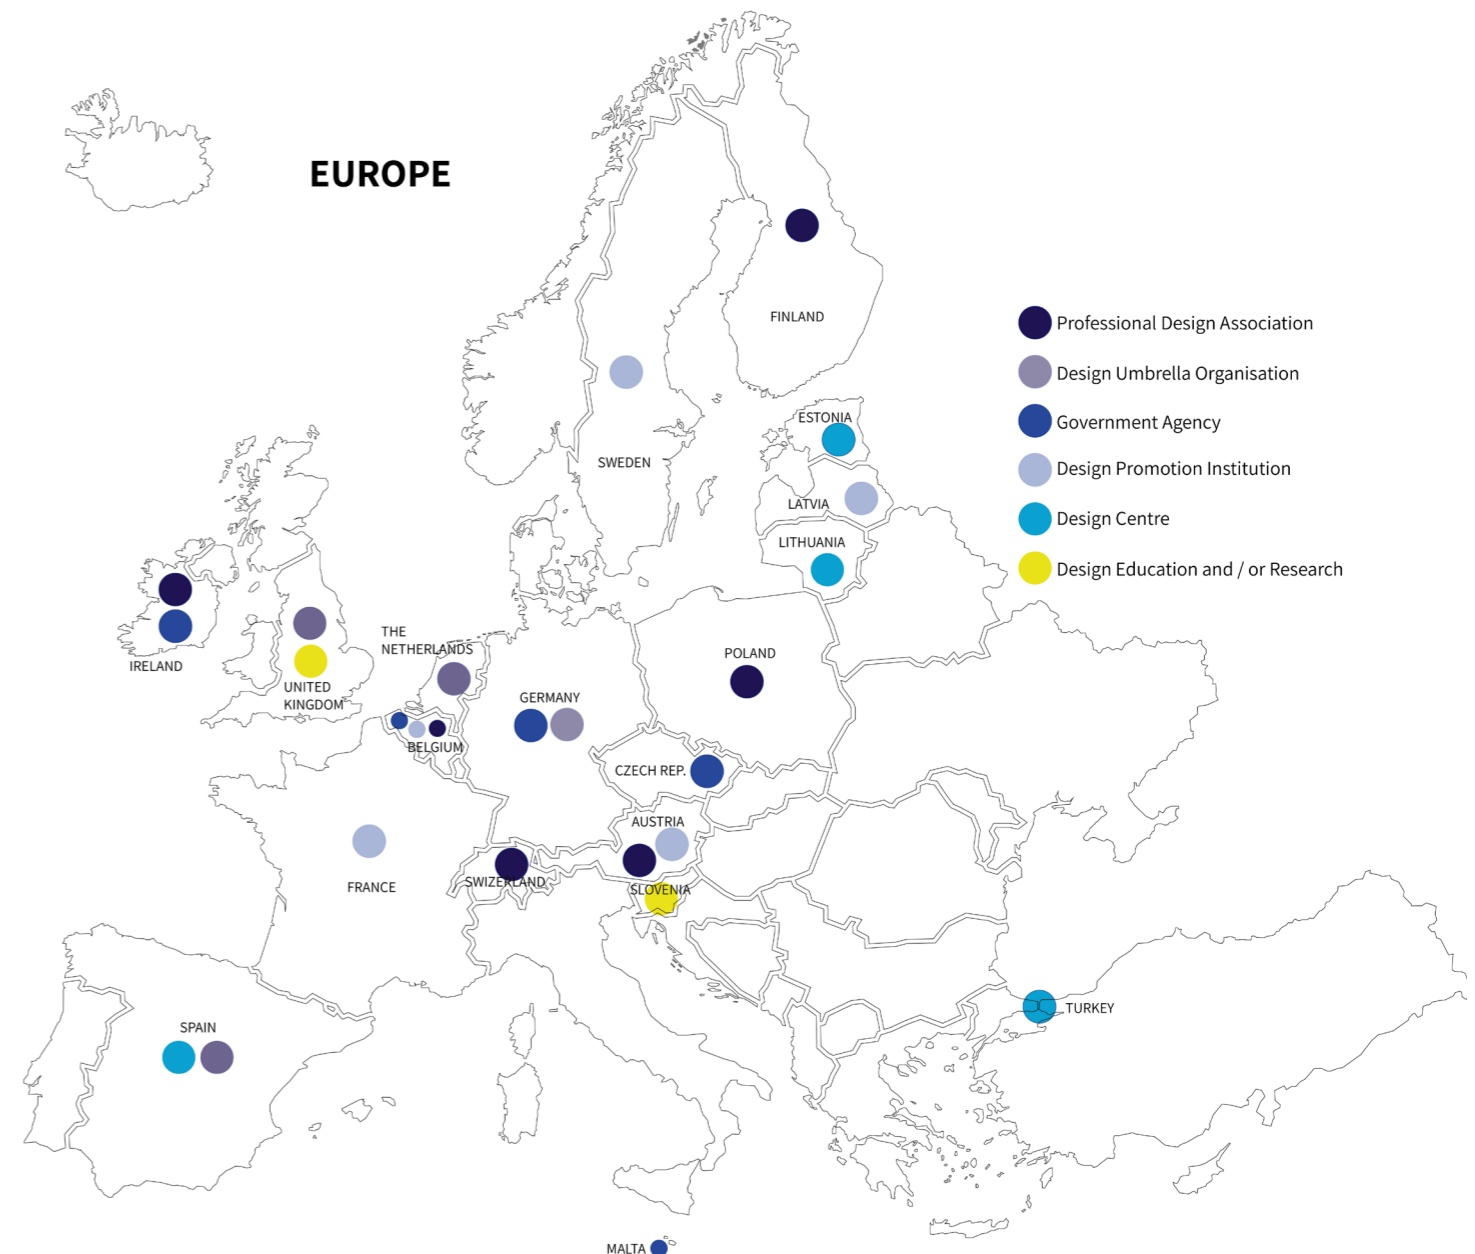 EUROPE
FINLAND
Professional Design Association
Design Umbrella Organisation
Government Agency
Design Promotion Institution
Design Centre
Design Education and / or Research
ESTONIA
SWEDEN
LATVIA
LITHUANIA
THE
NETHERLANDS
IRELAND
POLAND
UNITED
KINGDOM
GERMANY
BELGIUM
CZECH REP.
AUSTRIA
FRANCE
SWIZERLAND
SLOVENIA
SPAIN
TURKEY
MALTA